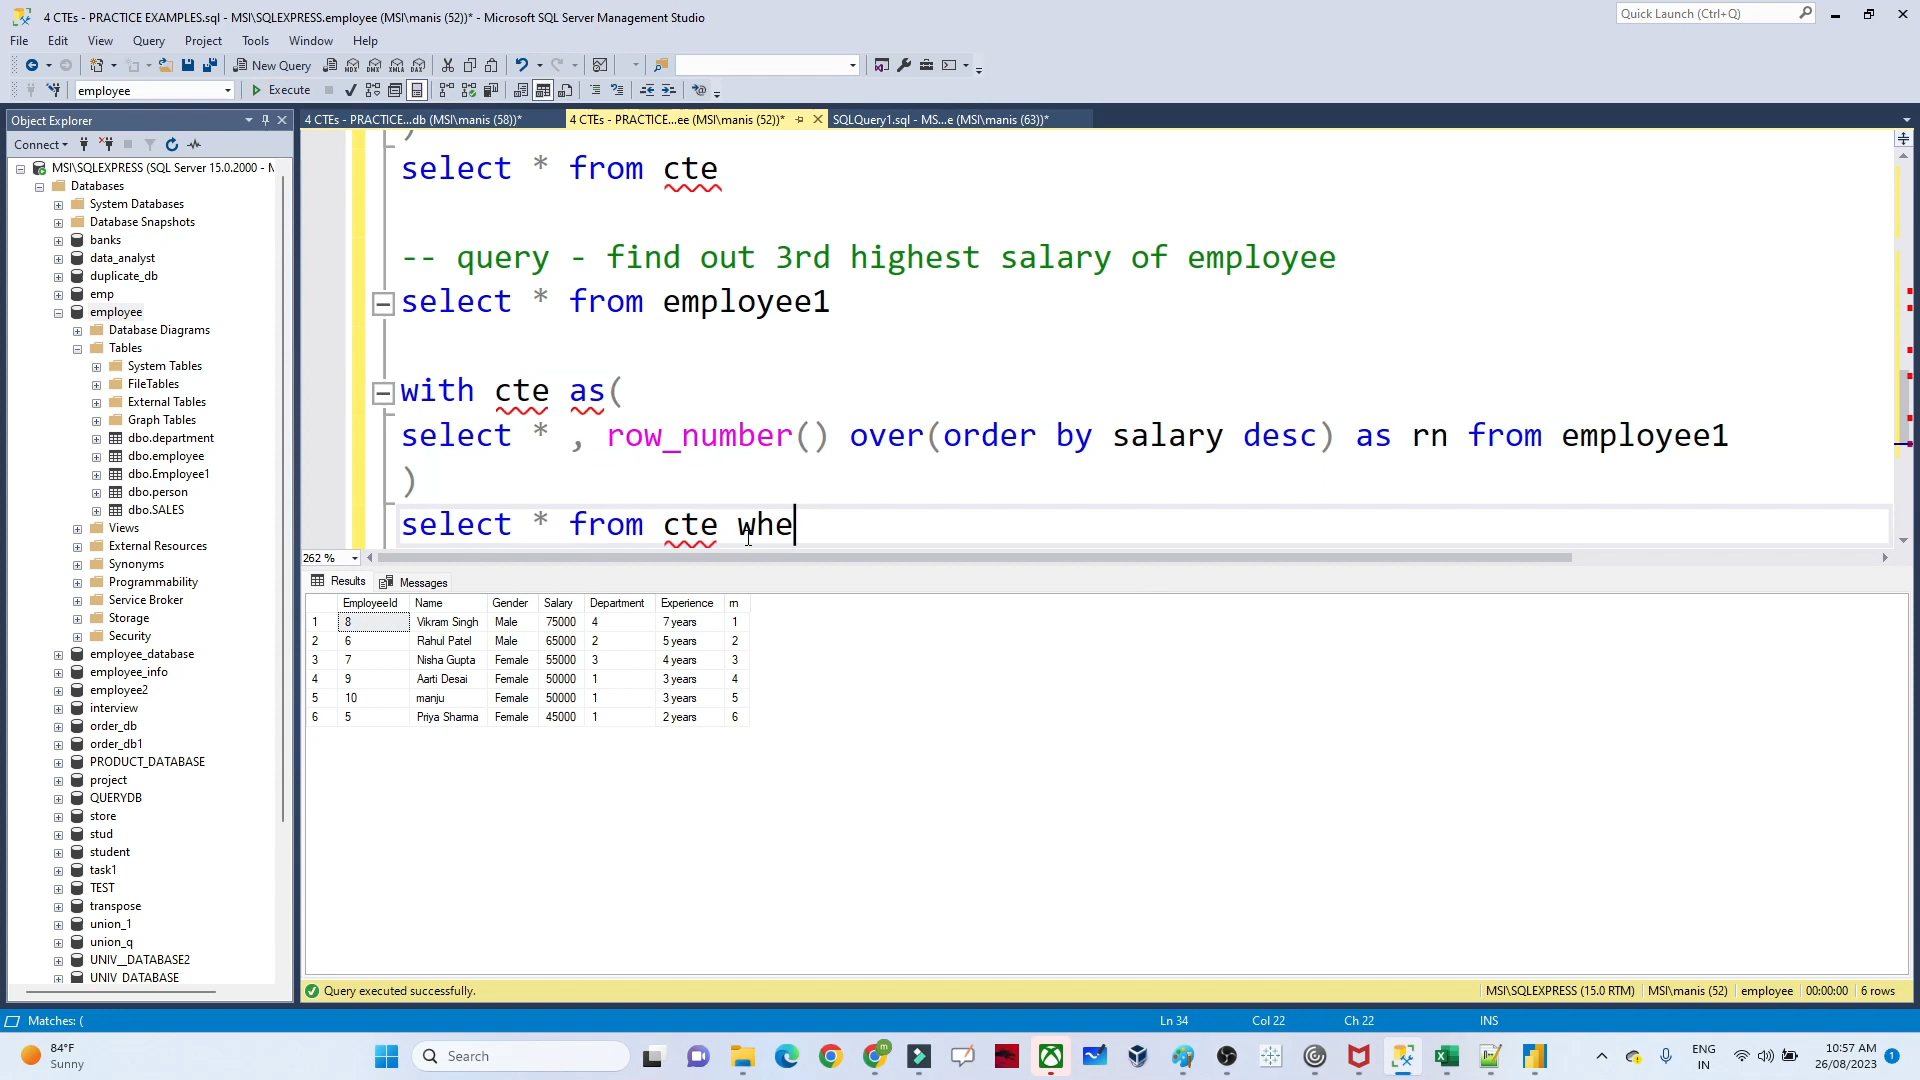 4 CTEs - PRACTICE EXAMPLES.sql - MSI\SQLEXPRESS.employee (MSI\manis (52))* - Microsoft SQL Server Management Studio
Quick Launch (Ctrl+Q)
File Edit View Query Project Tools Window Help
New Query
employee Execute
Object Explorer
4 CTEs - PRACTICE...db (MSI\manis (58))* 4 CTEs - PRACTICE...ee (MSI\manis (52))* SQLQuery1.sql - MS...e (MSI\manis (63))*
Connect
MSI\SQLEXPRESS (SQL Server 15.0.2000 - M
Databases
System Databases
Database Snapshots
banks
data_analyst
duplicate_db
emp
employee
Database Diagrams
Tables
System Tables
FileTables
External Tables
Graph Tables
dbo.department
dbo.employee
dbo.Employee1
dbo.person
dbo.SALES
Views
External Resources
Synonyms
Programmability
Service Broker
Storage
Security
employee_database
employee_info
employee2
interview
order_db
order_db1
PRODUCT_DATABASE
project
QUERYDB
store
stud
student
task1
TEST
transpose
union_1
union_q
UNIV__DATABASE2
UNIV_DATABASE
)
select * from cte
-- query - find out 3rd highest salary of employee
select * from employee1
with cte as(
select * , row_number() over(order by salary desc) as rn from employee1
)
select * from cte whe
262 %
Results Messages
EmployeeId Name Gender Salary Department Experience rn
1 8 Vikram Singh Male 75000 4 7 years 1
2 6 Rahul Patel Male 65000 2 5 years 2
3 7 Nisha Gupta Female 55000 3 4 years 3
4 9 Aarti Desai Female 50000 1 3 years 4
5 10 manju Female 50000 1 3 years 5
6 5 Priya Sharma Female 45000 1 2 years 6
Query executed successfully. MSI\SQLEXPRESS (15.0 RTM) MSI\manis (52) employee 00:00:00 6 rows
Matches: ( Ln 34 Col 22 Ch 22 INS
84°F
Sunny
Search
ENG
IN
10:57 AM
26/08/2023
1